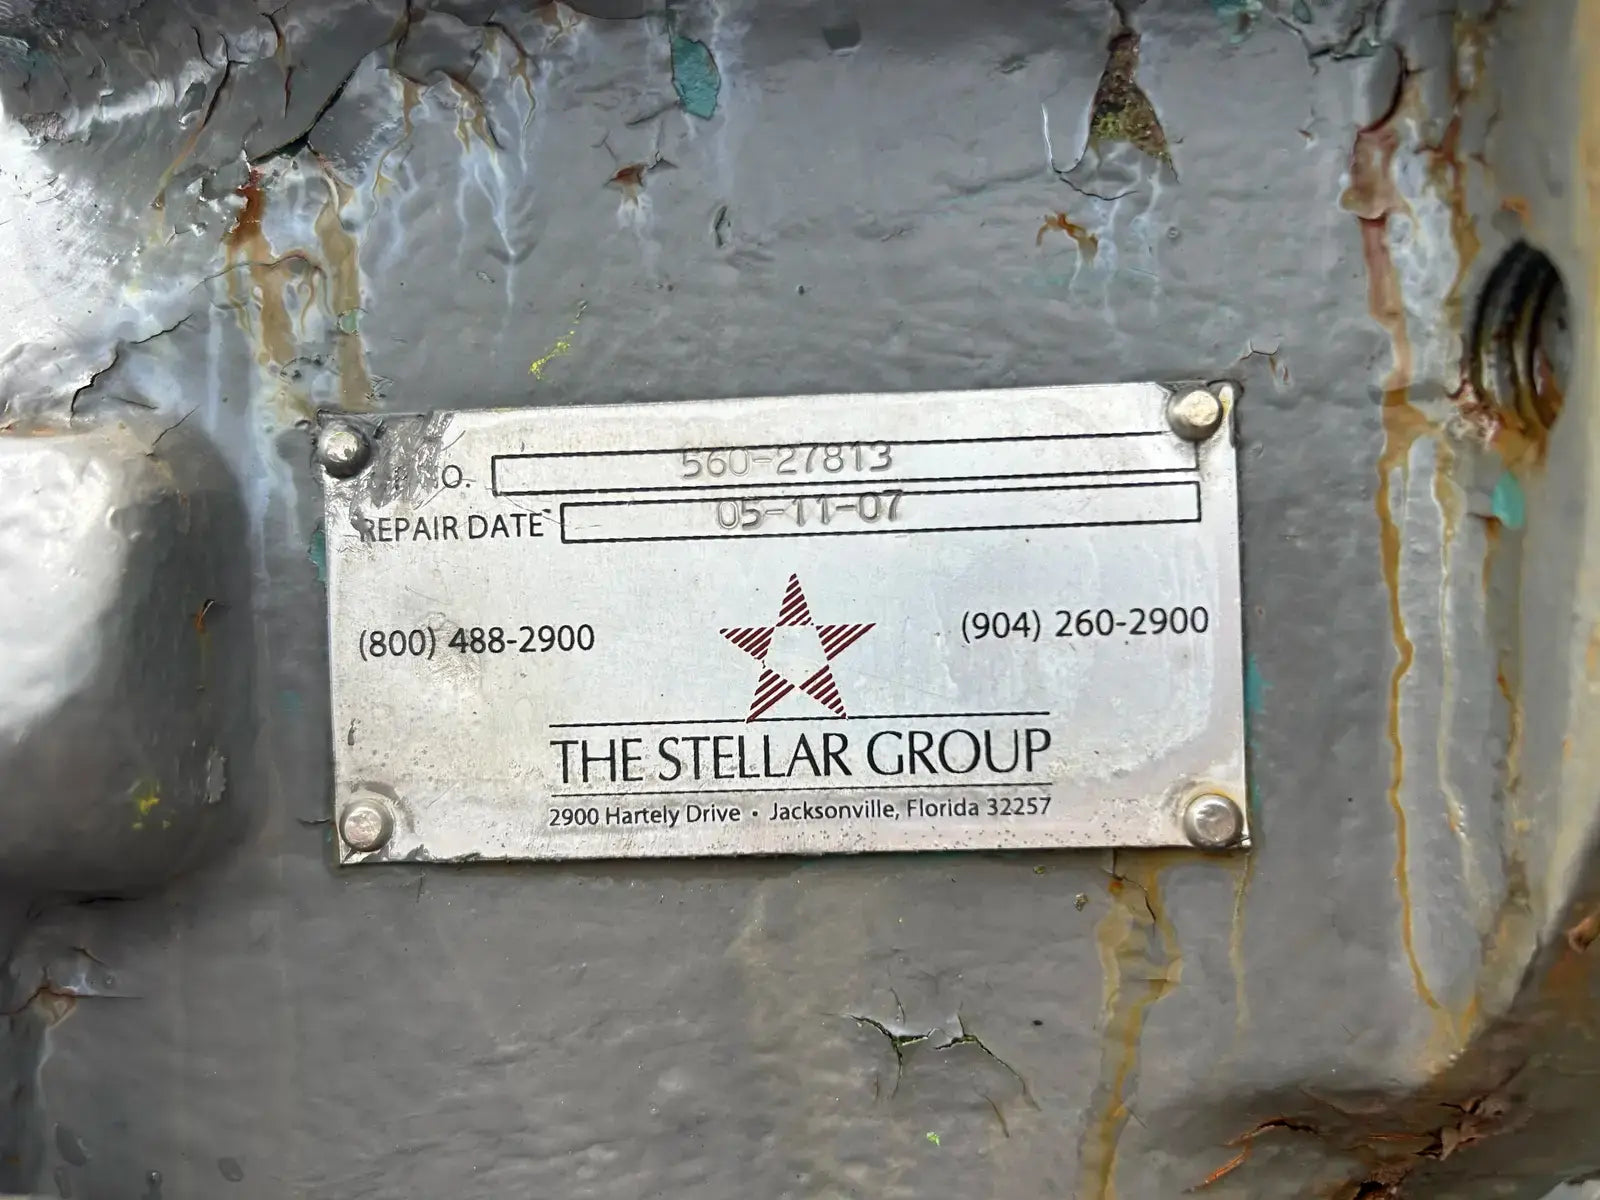 O. 560-27813
REPAIR DATE 05-11-07
(800) 488-2900
(904) 260-2900
THE STELLAR GROUP
2900 Hartely Drive • Jacksonville, Florida 32257